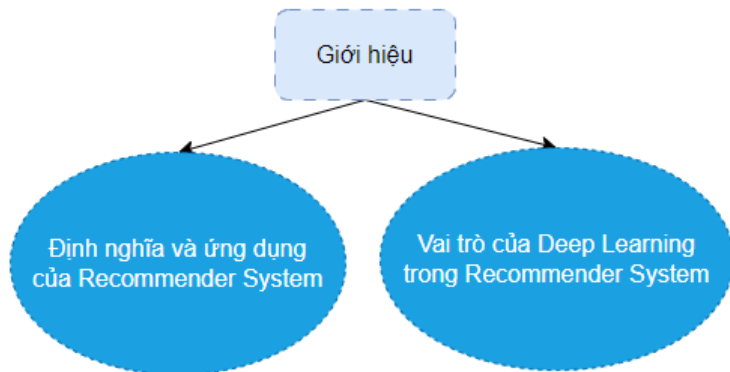 Giới hiệu
Định nghĩa và ứng dụng
của Recommender System
Vai trò của Deep Learning
trong Recommender System